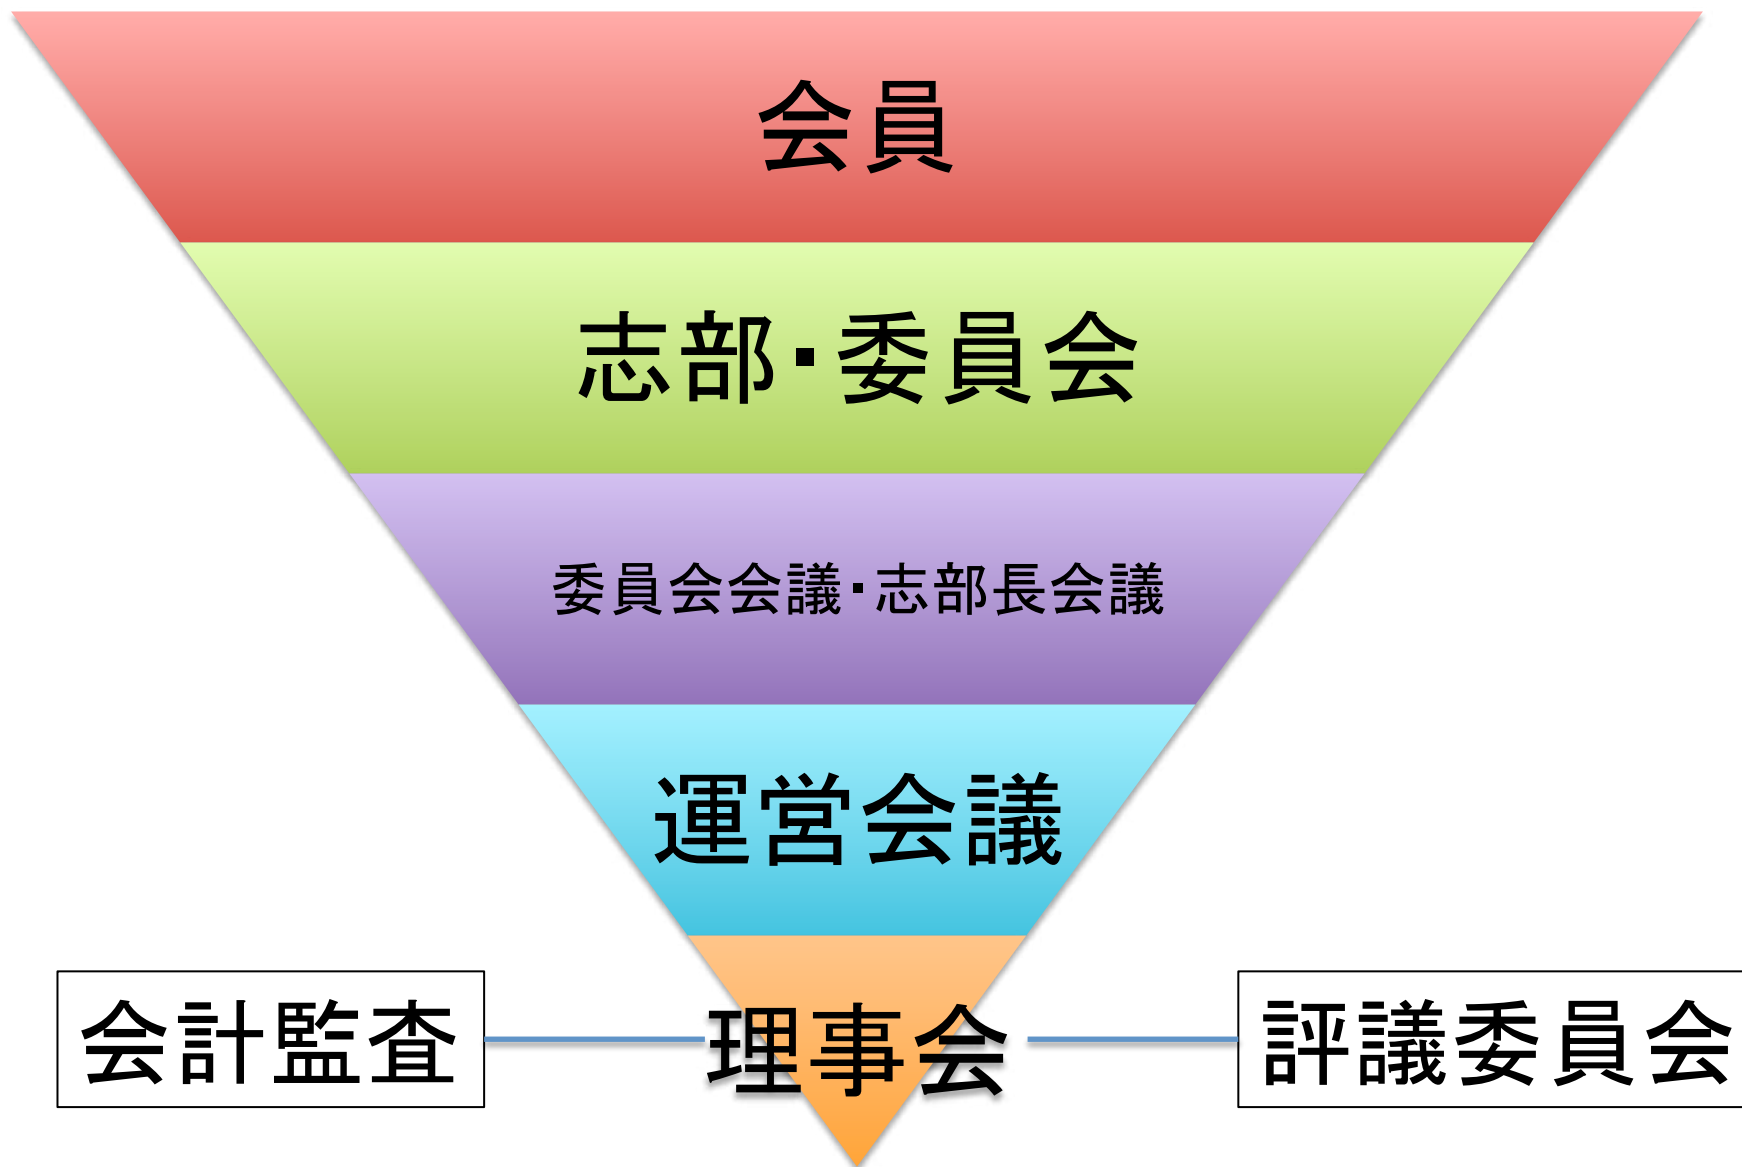 会員
志部・委員会
委員会会議・志部長会議
運営会議
会計監査
理事会
評議委員会